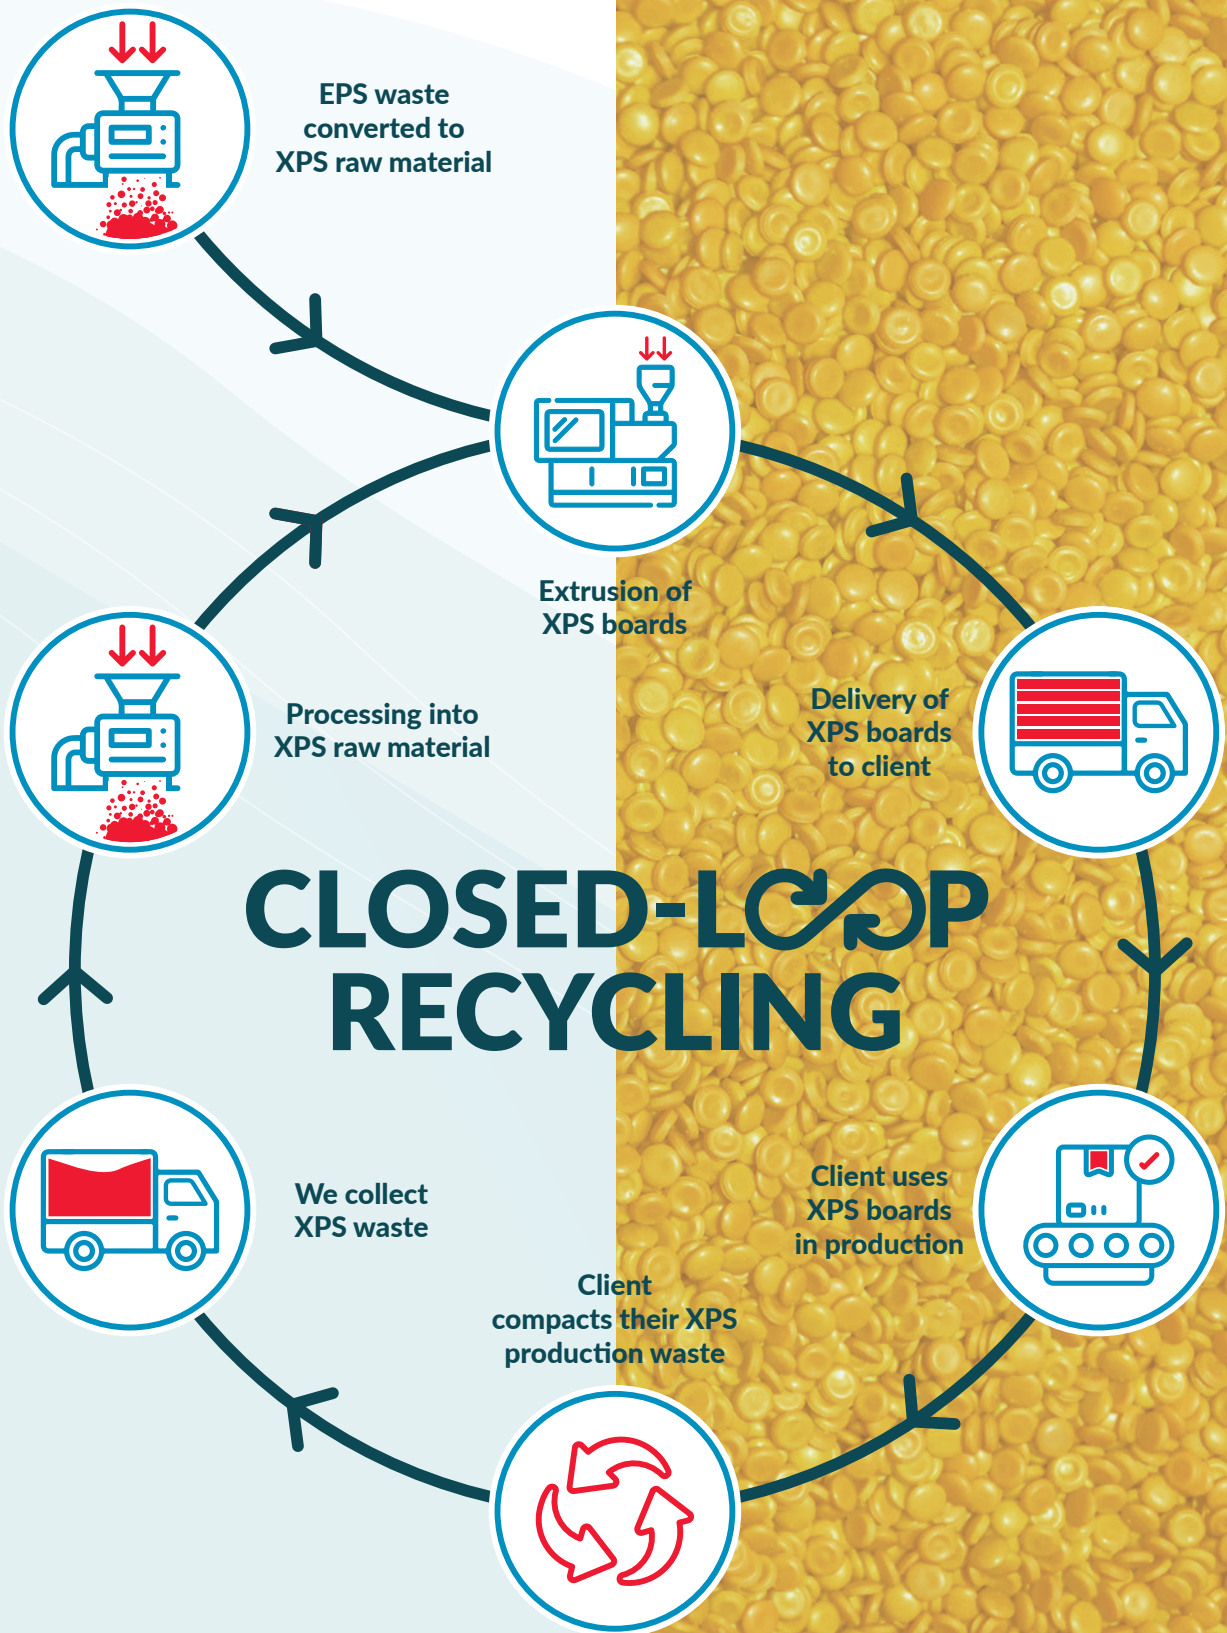 EPS waste
converted to
XPS raw material
Extrusion of
XPS boards
Delivery of
XPS boards
to client
Processing into
XPS raw material
CLOSED-LOOP
RECYCLING
Client uses
XPS boards
in production
We collect
XPS waste
Client
compacts their XPS
production waste